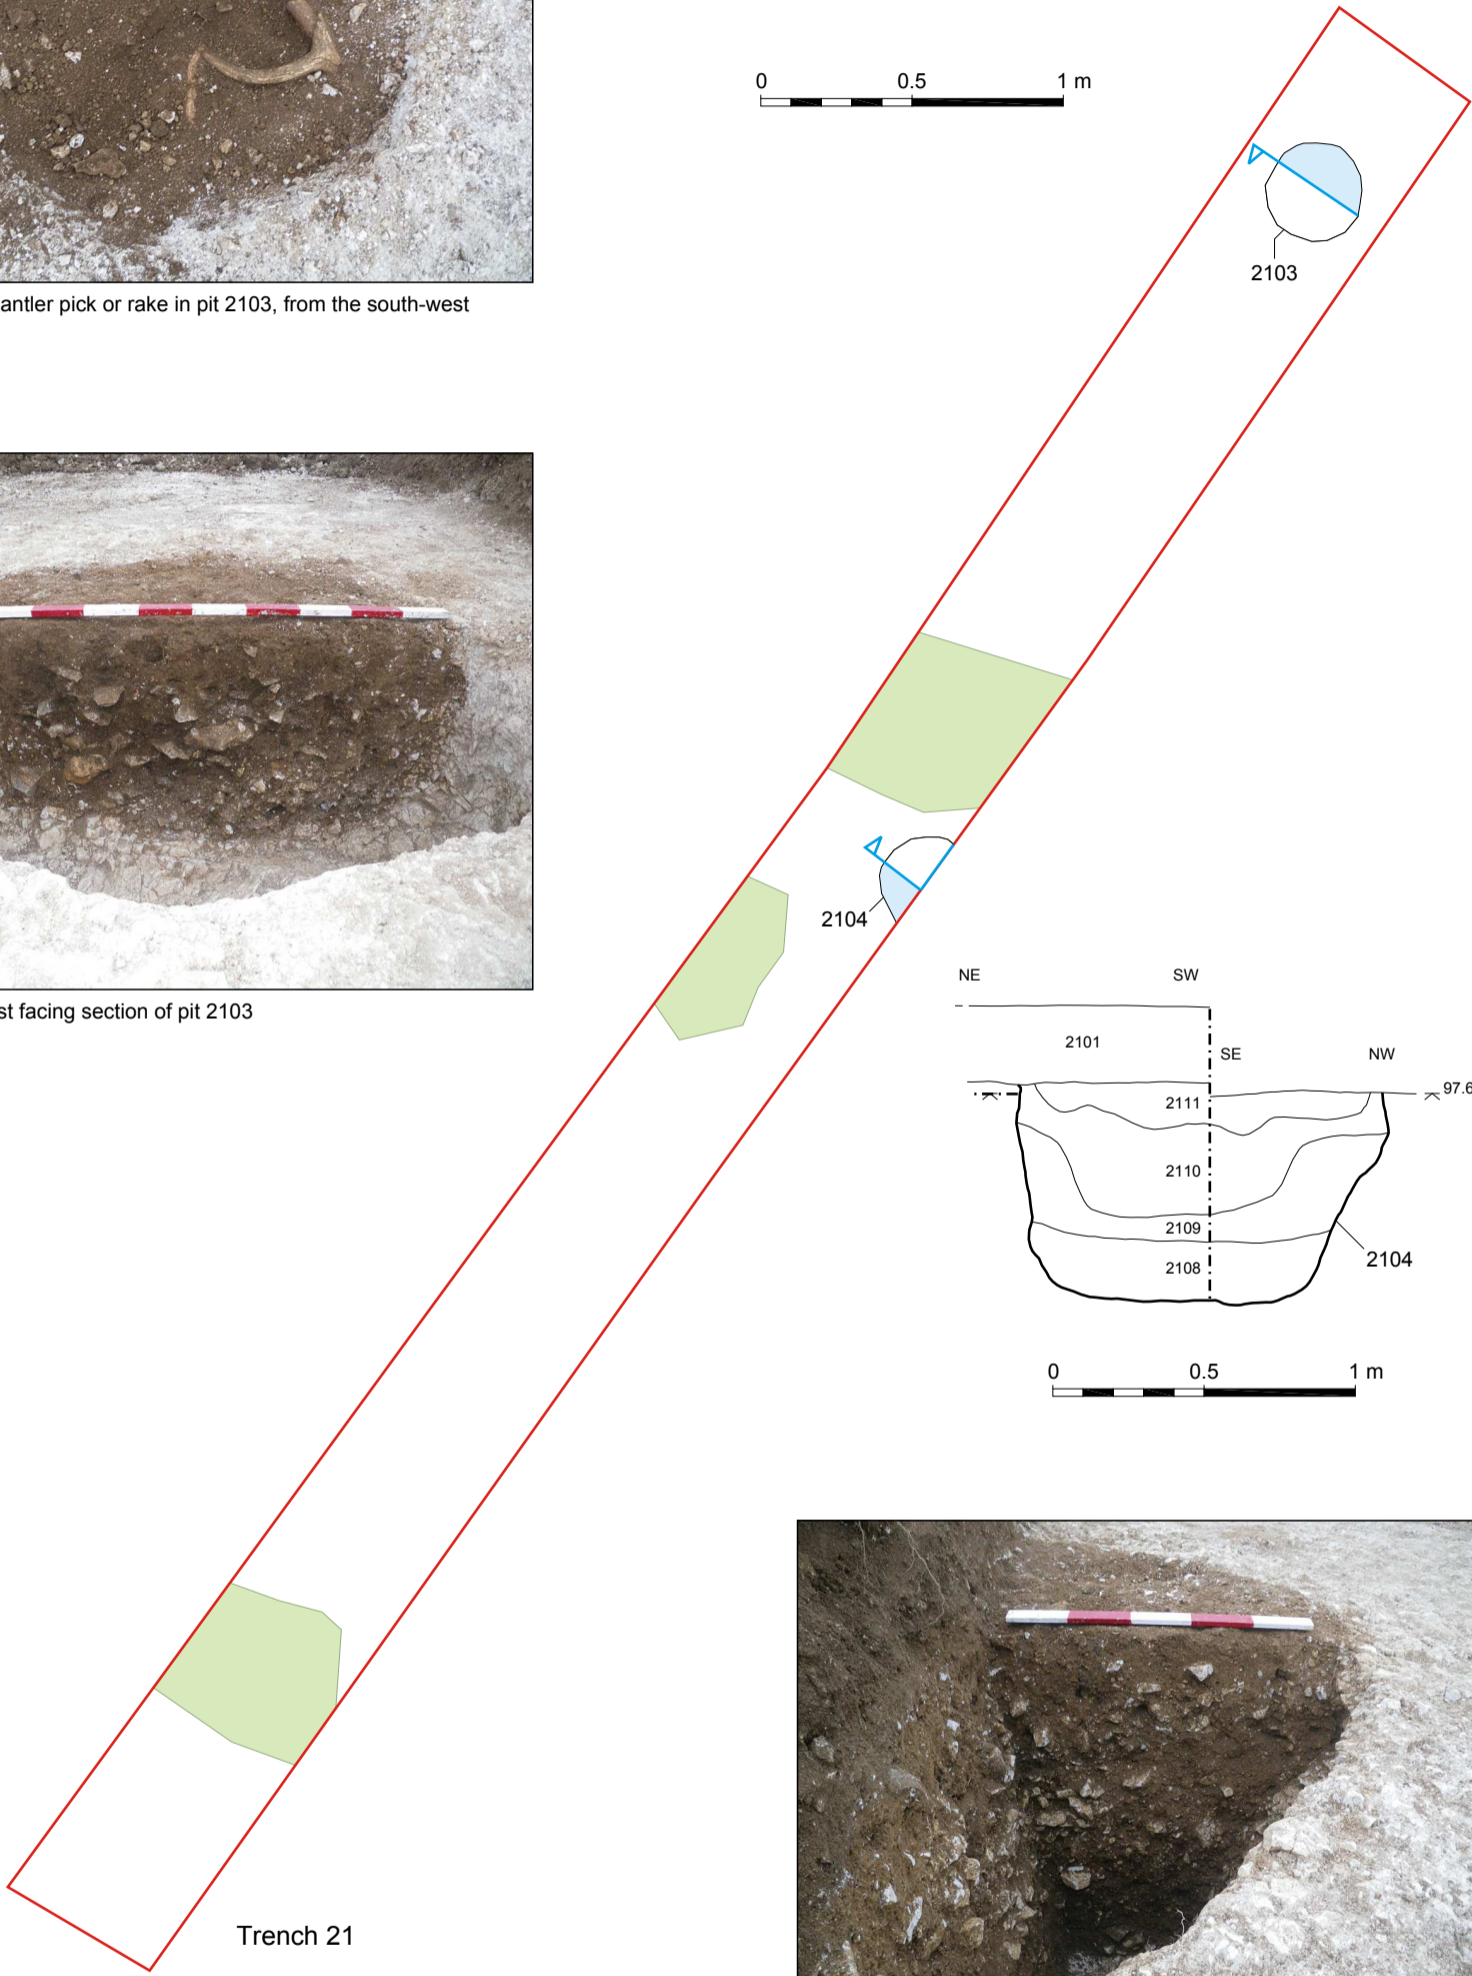 0 0.5 1 m
2103
antler pick or rake in pit 2103, from the south-west
2104
st facing section of pit 2103
NE SW
2101
SE NW
2111
97.6
2110
2109
2108
2104
0 0.5 1 m
Trench 21